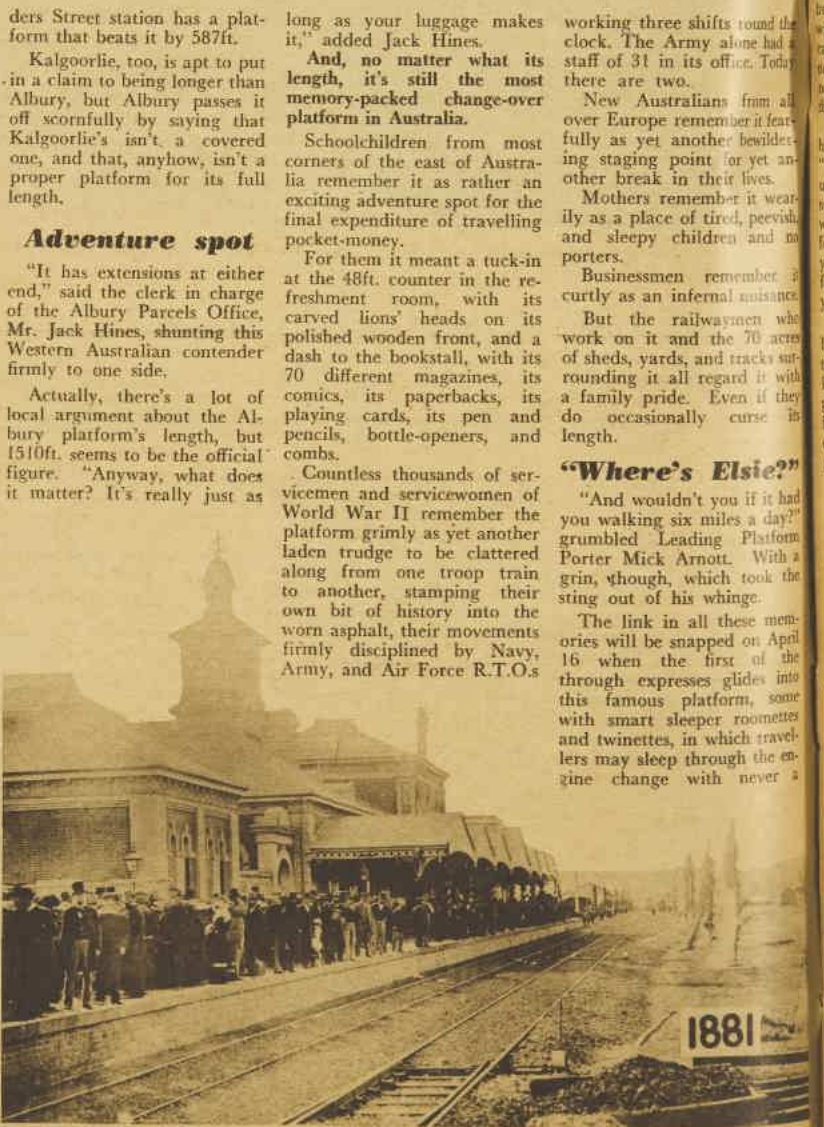 ders Street station has a plat-
form that beats it by 587ft.
Kalgoorlie, too, is apt to put
in a claim to being longer than
Albury, but Albury passes it
off scornfully by saying that
Kalgoorlie's isn't a covered
one, and that, anyhow, isn't a
proper platform for its full
length.
Adventure spot
"It has extensions at either
end," said the clerk in charge
of the Albury Parcels Office,
Mr. Jack Hines, shunting this
Western Australian contender
firmly to one side.
Actually, there's a lot of
local argument about the Al-
bury platform's length, but
1510ft. seems to be the official
figure. "Anyway, what does
it matter? It's really just as
long as your luggage makes
it," added Jack Hines.
And, no matter what its
length, it's still the most
memory-packed change-over
platform in Australia.
Schoolchildren from most
corners of the east of Austra-
lia remember it as rather an
exciting adventure spot for the
final expenditure of travelling
pocket-money.
For them it meant a tuck-in
at the 48ft. counter in the re-
freshment room, with its
carved lions' heads on its
polished wooden front, and a
dash to the bookstall, with its
70 different magazines, its
comics, its paperbacks, its
playing cards, its pen and
pencils, bottle-openers, and
combs.
Countless thousands of ser-
vicemen and servicewomen of
World War II remember the
platform grimly as yet another
laden trudge to be clattered
along from one troop train
to another, stamping their
own bit of history into the
worn asphalt, their movements
firmly disciplined by Navy,
Army, and Air Force R.T.O.s
working three shifts round the
clock. The Army alone had a
staff of 31 in its office. Today
there are two.
New Australians from all
over Europe remember it fear-
fully as yet another bewilder-
ing staging point for yet an-
other break in their lives.
Mothers remember it wear-
ily as a place of tired, peevish,
and sleepy children and no
porters.
Businessmen remember it
curtly as an infernal nuisance.
But the railwaymen who
work on it and the 70 acres
of sheds, yards, and tracks sur-
rounding it all regard it with
a family pride. Even if they
do occasionally curse its
length.
"Where's Elsie?"
"And wouldn't you if it had
you walking six miles a day?"
grumbled Leading Platform
Porter Mick Arnott. With a
grin, though, which took the
sting out of his whinge.
The link in all these mem-
ories will be snapped on April
16 when the first of the
through expresses glides into
this famous platform, some
with smart sleeper roomettes
and twinettes, in which travel-
lers may sleep through the en-
gine change with never a
1881